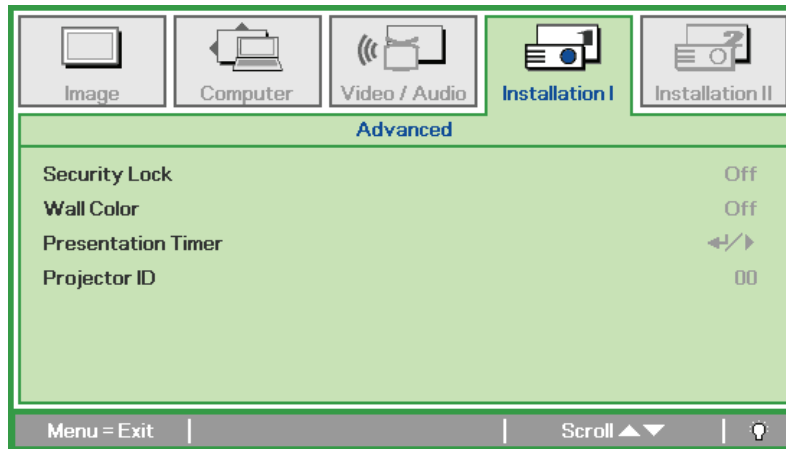 Image Computer Video / Audio Installation I Installation II
Advanced
Security Lock Off
Wall Color Off
Presentation Timer ↵/▶
Projector ID 00
Menu = Exit Scroll ▲▼